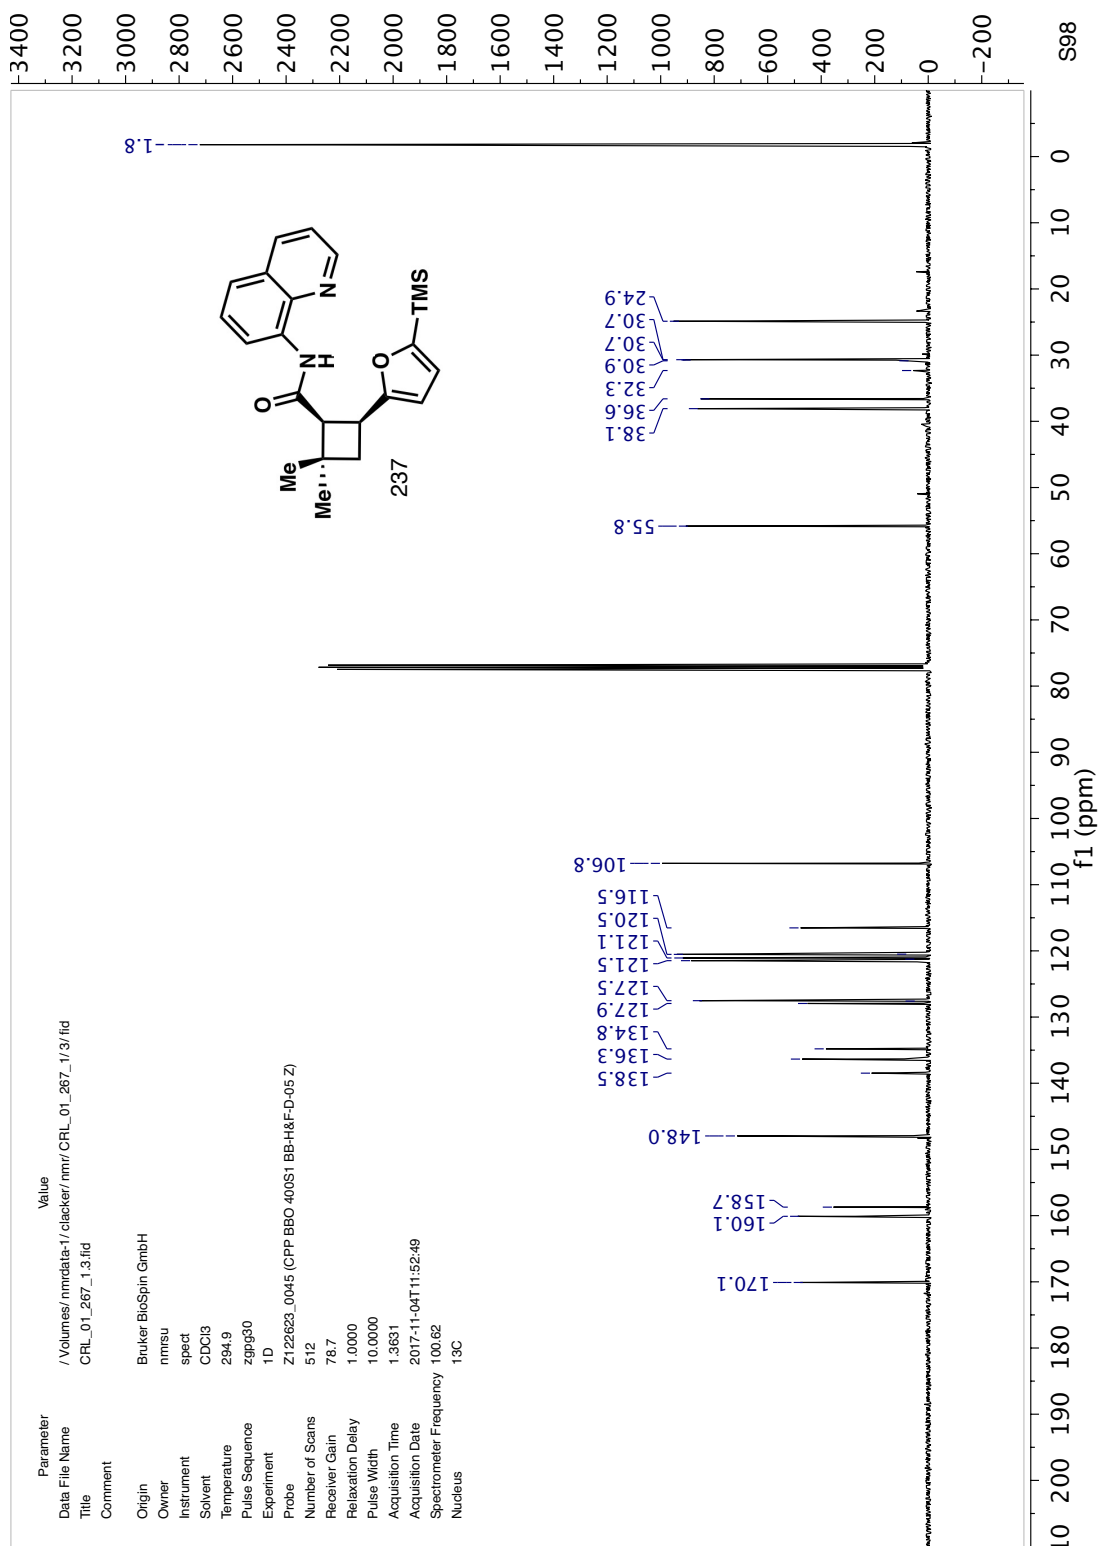 Parameter Value
Data File Name / Volumes/ nmrdata-1/ clacker/ nmr/ CRL_01_267_1/ 3/ fid
Title CRL_01_267_1.3.fid
Comment
Origin Bruker BioSpin GmbH
Owner nmrsu
Instrument spect
Solvent CDCl3
Temperature 294.9
Pulse Sequence zgpg30
Experiment 1D
Probe Z122623_0045 (CPP BBO 400S1 BB-H&F-D-05 Z)
Number of Scans 512
Receiver Gain 78.7
Relaxation Delay 1.0000
Pulse Width 10.0000
Acquisition Time 1.3631
Acquisition Date 2017-11-04T11:52:49
Spectrometer Frequency 100.62
Nucleus 13C
Me
Me
O
N
H
N
O
TMS
237
170.1
160.1
158.7
148.0
138.5
136.3
134.8
127.9
127.5
121.5
121.1
120.5
116.5
106.8
55.8
38.1
36.6
32.3
30.9
30.7
30.7
24.9
-1.8
3400
3200
3000
2800
2600
2400
2200
2000
1800
1600
1400
1200
1000
800
600
400
200
0
−200
10 200 190 180 170 160 150 140 130 120 110 100 90 80 70 60 50 40 30 20 10 0
f1 (ppm)
S98